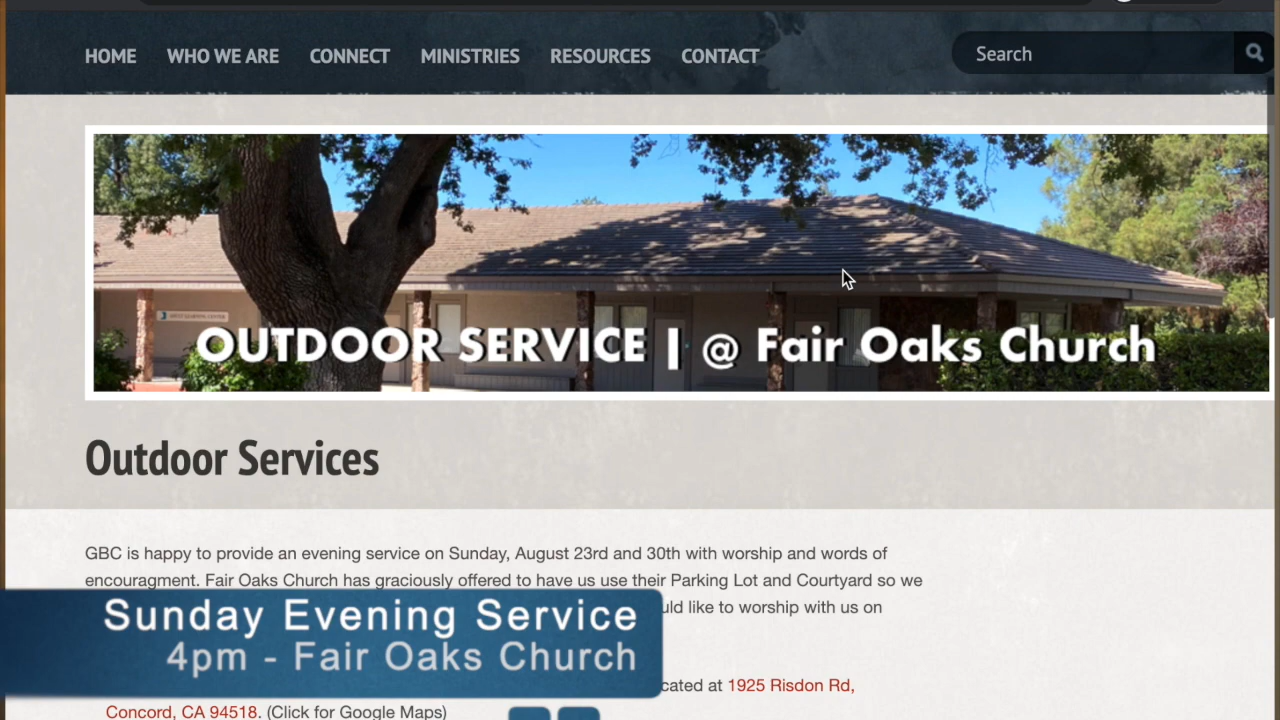 HOME WHO WE ARE CONNECT MINISTRIES RESOURCES CONTACT Search
OUTDOOR SERVICE | @ Fair Oaks Church
Outdoor Services
GBC is happy to provide an evening service on Sunday, August 23rd and 30th with worship and words of
encouragment. Fair Oaks Church has graciously offered to have us use their Parking Lot and Courtyard so we
uld like to worship with us on
Sunday Evening Service
4pm - Fair Oaks Church
cated at 1925 Risdon Rd,
Concord, CA 94518. (Click for Google Maps)